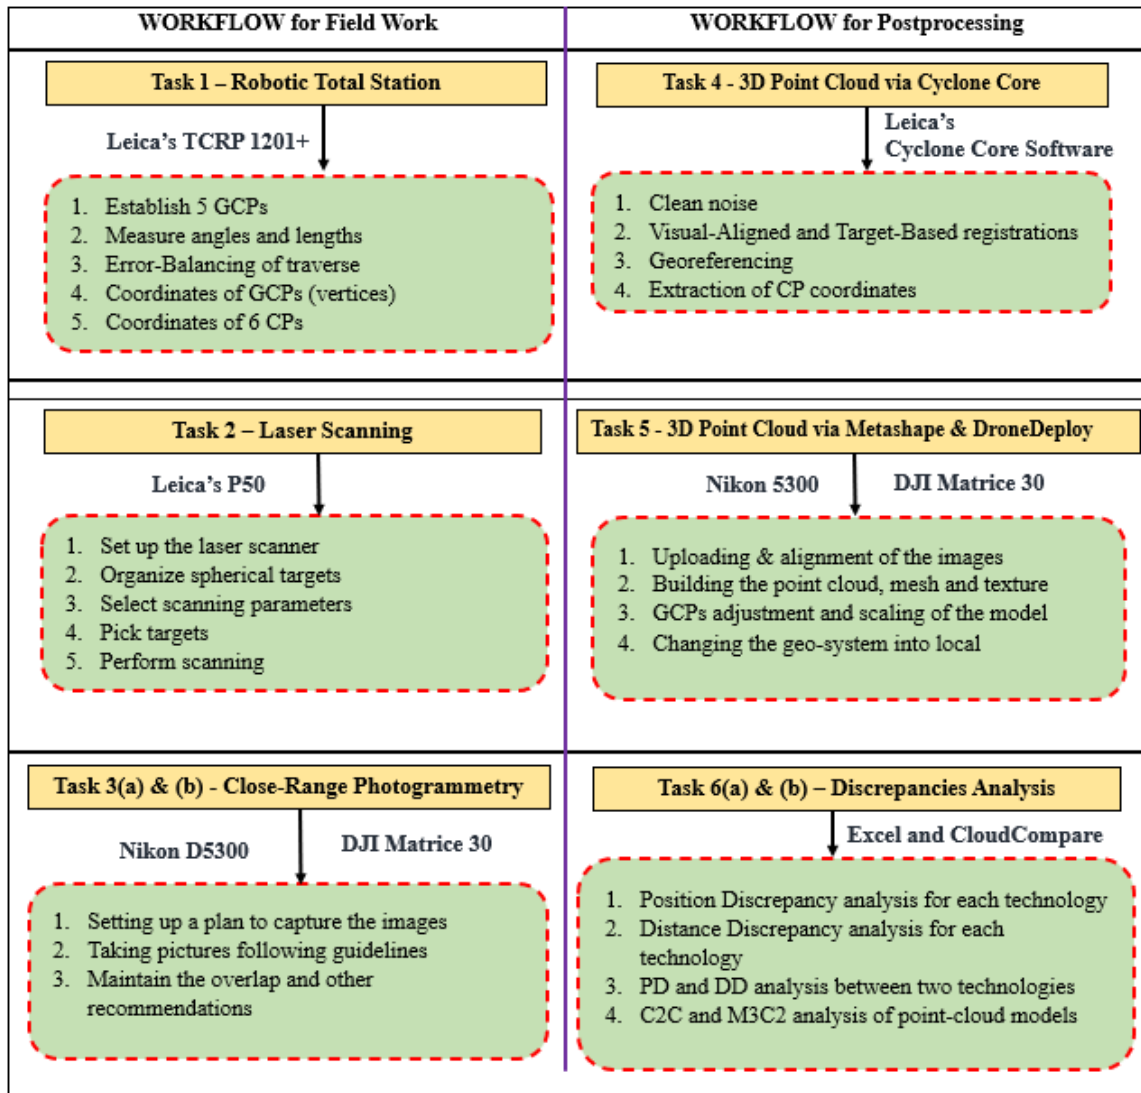 WORKFLOW for Field Work
Task 1 – Robotic Total Station
Leica's TCRP 1201+
1. Establish 5 GCPs
2. Measure angles and lengths
3. Error-Balancing of traverse
4. Coordinates of GCPs (vertices)
5. Coordinates of 6 CPs
Task 2 – Laser Scanning
Leica's P50
1. Set up the laser scanner
2. Organize spherical targets
3. Select scanning parameters
4. Pick targets
5. Perform scanning
Task 3(a) & (b) - Close-Range Photogrammetry
Nikon D5300
DJI Matrice 30
1. Setting up a plan to capture the images
2. Taking pictures following guidelines
3. Maintain the overlap and other
recommendations
WORKFLOW for Postprocessing
Task 4 - 3D Point Cloud via Cyclone Core
Leica's
Cyclone Core Software
1. Clean noise
2. Visual-Aligned and Target-Based registrations
3. Georeferencing
4. Extraction of CP coordinates
Task 5 - 3D Point Cloud via Metashape & DroneDeploy
Nikon 5300
DJI Matrice 30
1. Uploading & alignment of the images
2. Building the point cloud, mesh and texture
3. GCPs adjustment and scaling of the model
4. Changing the geo-system into local
Task 6(a) & (b) – Discrepancies Analysis
Excel and CloudCompare
1. Position Discrepancy analysis for each technology
2. Distance Discrepancy analysis for each
technology
3. PD and DD analysis between two technologies
4. C2C and M3C2 analysis of point-cloud models